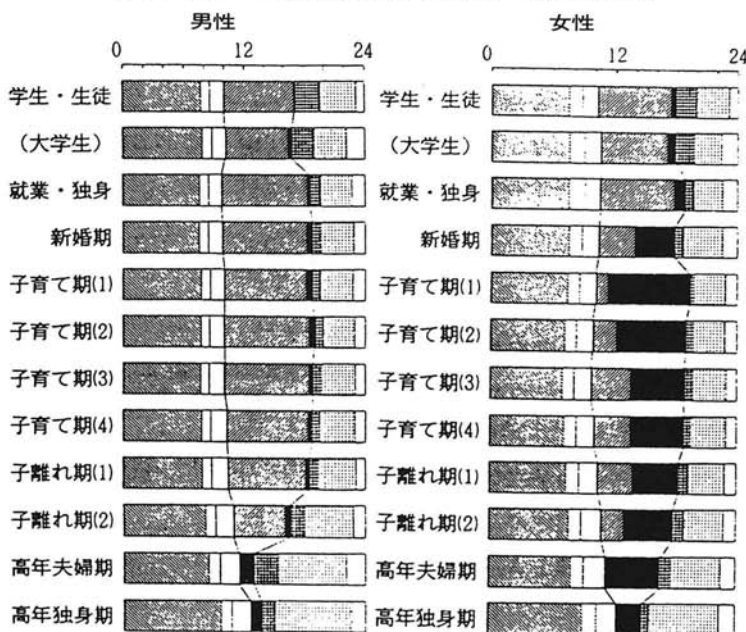 男性
女性
0 12 24
0 12 24
学生・生徒
(大学生)
就業・独身
新婚期
子育て期(1)
子育て期(2)
子育て期(3)
子育て期(4)
子離れ期(1)
子離れ期(2)
高年夫婦期
高年独身期
学生・生徒
(大学生)
就業・独身
新婚期
子育て期(1)
子育て期(2)
子育て期(3)
子育て期(4)
子離れ期(1)
子離れ期(2)
高年夫婦期
高年独身期